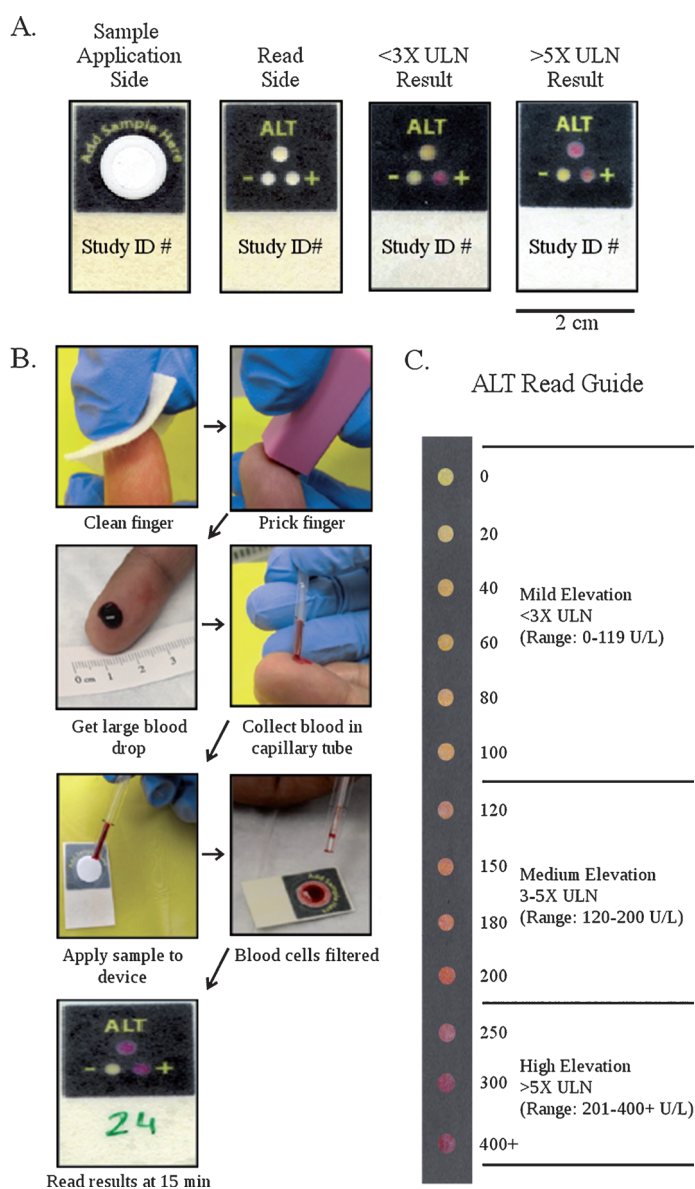 A.
Sample
Application
Side
Read
Side
<3X ULN
Result
>5X ULN
Result
Add Sample Here
Study ID #
ALT
- +
Study ID#
ALT
- +
Study ID #
ALT
- +
Study ID #
2 cm
B.
Clean finger
Prick finger
0 cm 1 2 3
Get large blood
drop
Collect blood in
capillary tube
Apply sample to
device
Add Sample Here
Blood cells filtered
ALT
- +
24
Read results at 15 min
C.
ALT Read Guide
0
20
40
60
80
100
Mild Elevation
<3X ULN
(Range: 0-119 U/L)
120
150
180
200
Medium Elevation
3-5X ULN
(Range: 120-200 U/L)
250
300
400+
High Elevation
>5X ULN
(Range: 201-400+ U/L)